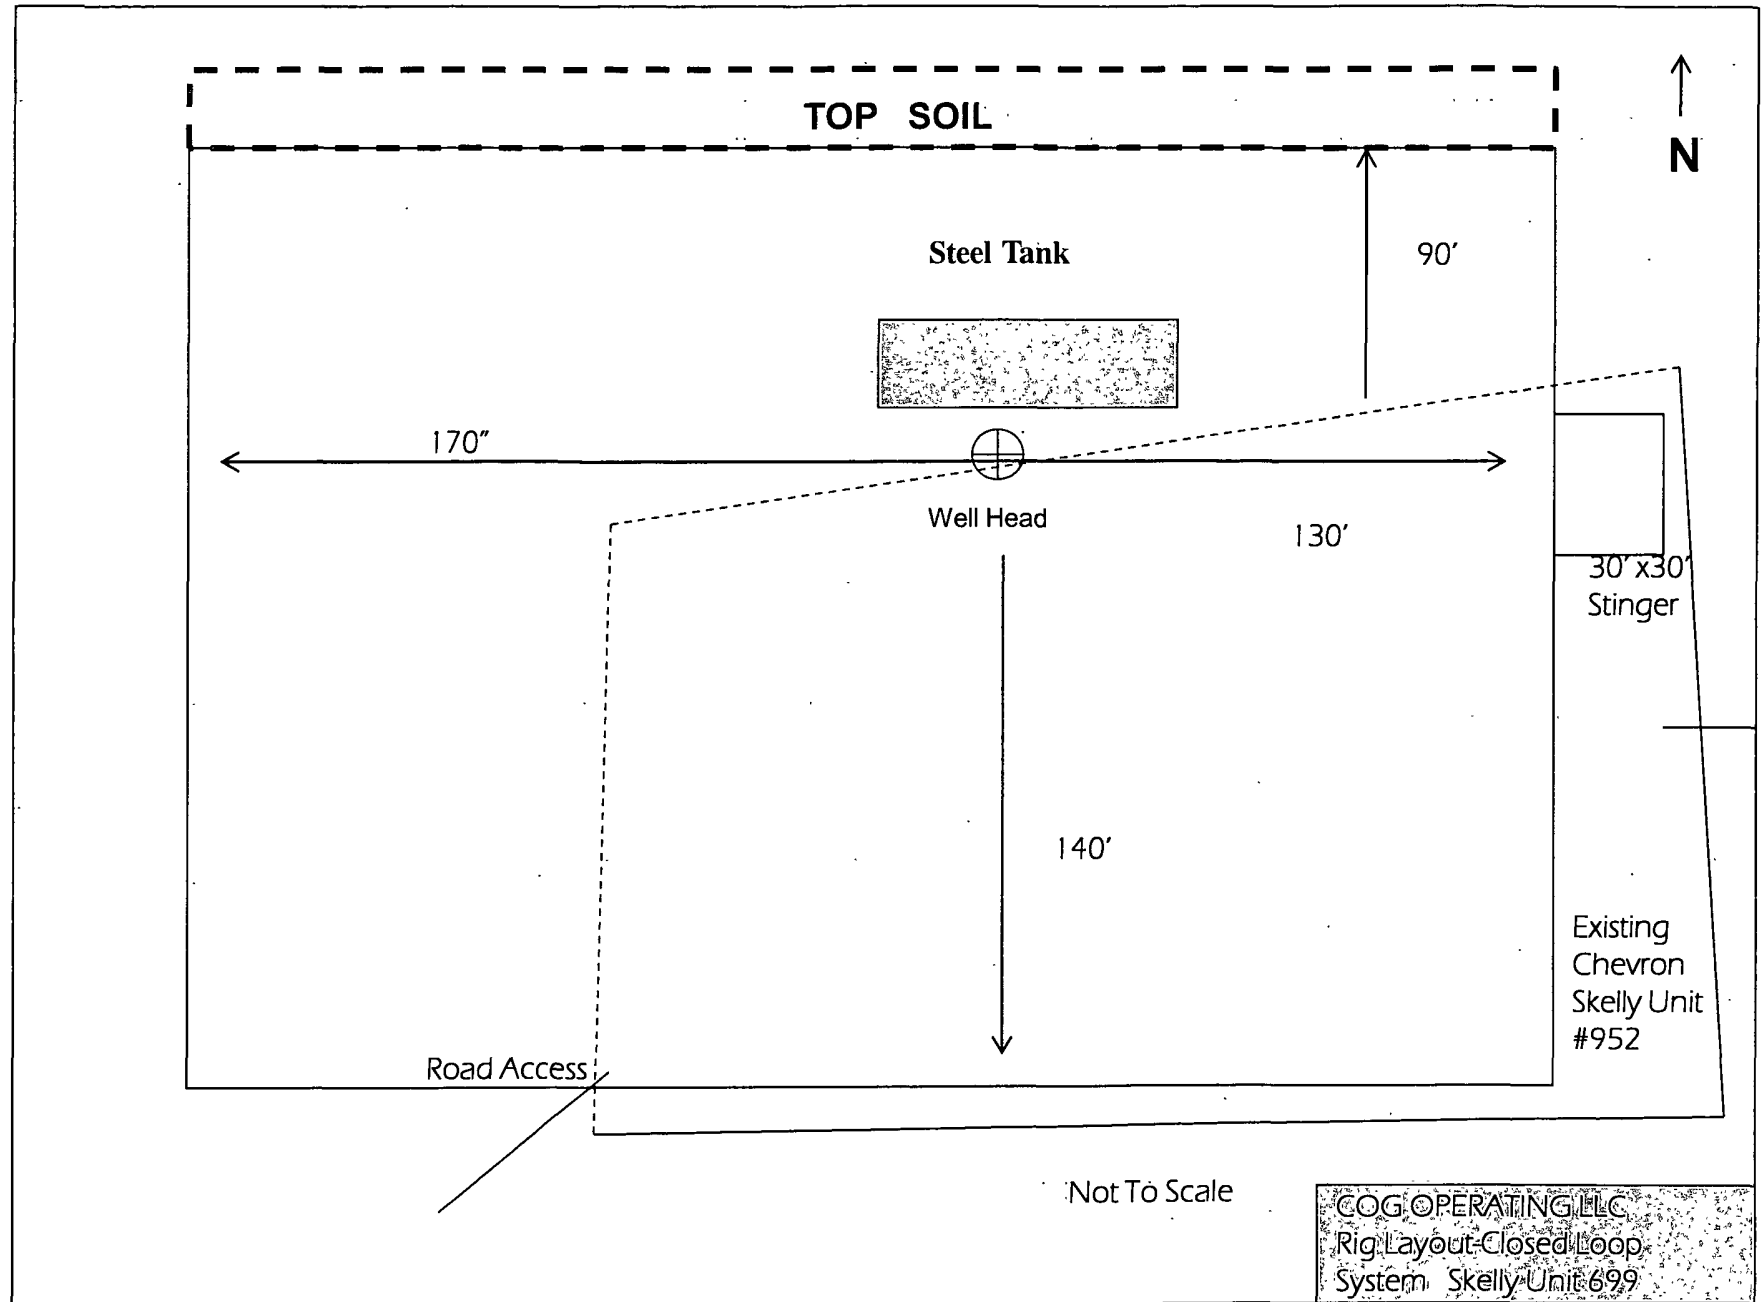 TOP SOIL
N
Steel Tank
90'
170"
Well Head
130'
30' x30'
Stinger
140'
Existing
Chevron
Skelly Unit
#952
Road Access
Not To Scale
COG OPERATING LLC
Rig Layout-Closed Loop
System Skelly Unit 699